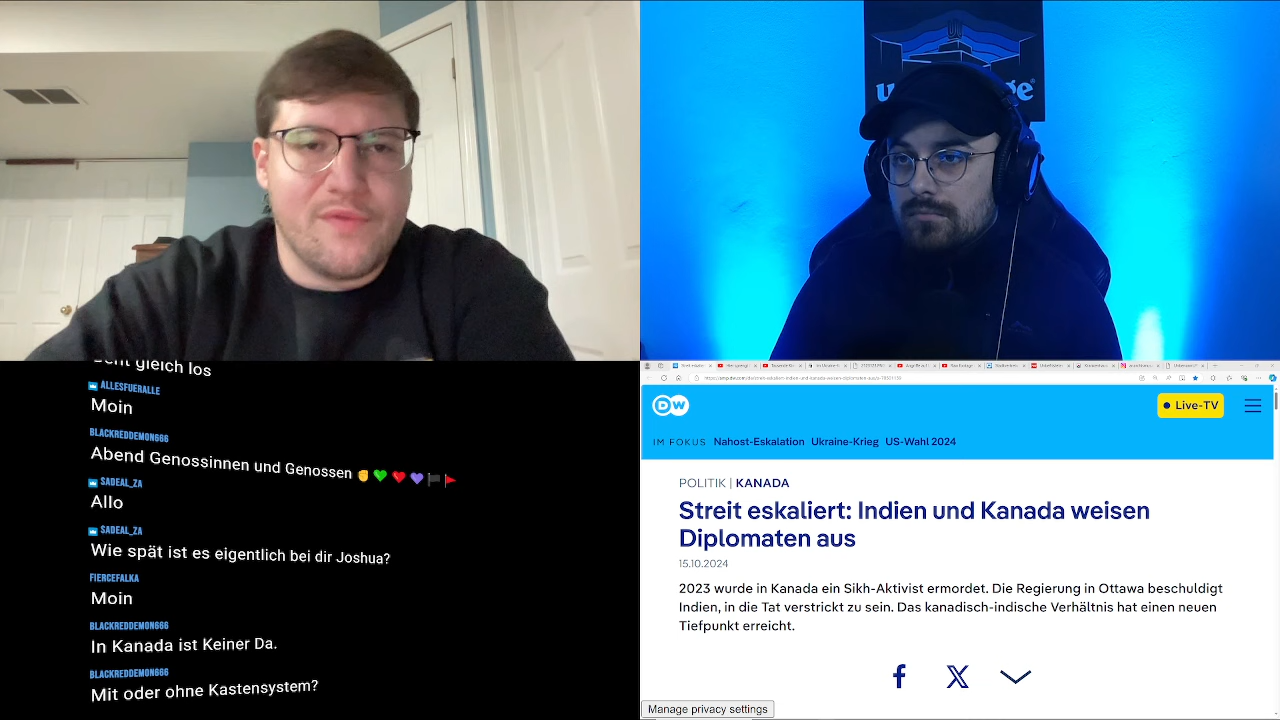 gleich los
ALLESFUERALLE
Moin
BLACKREDDEMON666
Abend Genossinnen und Genossen ✊💚❤️💜🏴🚩
SADEAL_ZA
Allo
SADEAL_ZA
Wie spät ist es eigentlich bei dir Joshua?
FIERCEFALKA
Moin
BLACKREDDEMON666
In Kanada ist Keiner Da.
BLACKREDDEMON666
Mit oder ohne Kastensystem?
DW
Live-TV
IM FOKUS Nahost-Eskalation Ukraine-Krieg US-Wahl 2024
POLITIK | KANADA
Streit eskaliert: Indien und Kanada weisen
Diplomaten aus
15.10.2024
2023 wurde in Kanada ein Sikh-Aktivist ermordet. Die Regierung in Ottawa beschuldigt
Indien, in die Tat verstrickt zu sein. Das kanadisch-indische Verhältnis hat einen neuen
Tiefpunkt erreicht.
Manage privacy settings